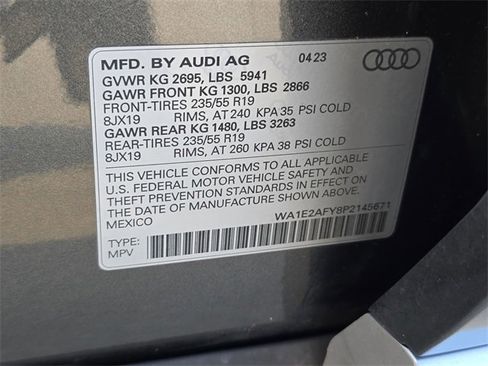 MFD. BY AUDI AG 04 23
GVWR KG 2695, LBS 5941
GAWR FRONT KG 1300, LBS 2866
FRONT-TIRES 235/55 R19
8JX19 RIMS, AT 240 KPA 35 PSI COLD
GAWR REAR KG 1480, LBS 3263
REAR-TIRES 235/55 R19
8JX19 RIMS, AT 260 KPA 38 PSI COLD
THIS VEHICLE CONFORMS TO ALL APPLICABLE
U.S. FEDERAL MOTOR VEHICLE SAFETY AND
THEFT PREVENTION STANDARDS IN EFFECT ON
THE DATE OF MANUFACTURE SHOWN ABOVE.
MEXICO
WA1E2AFY8P2145671
TYPE:
MPV